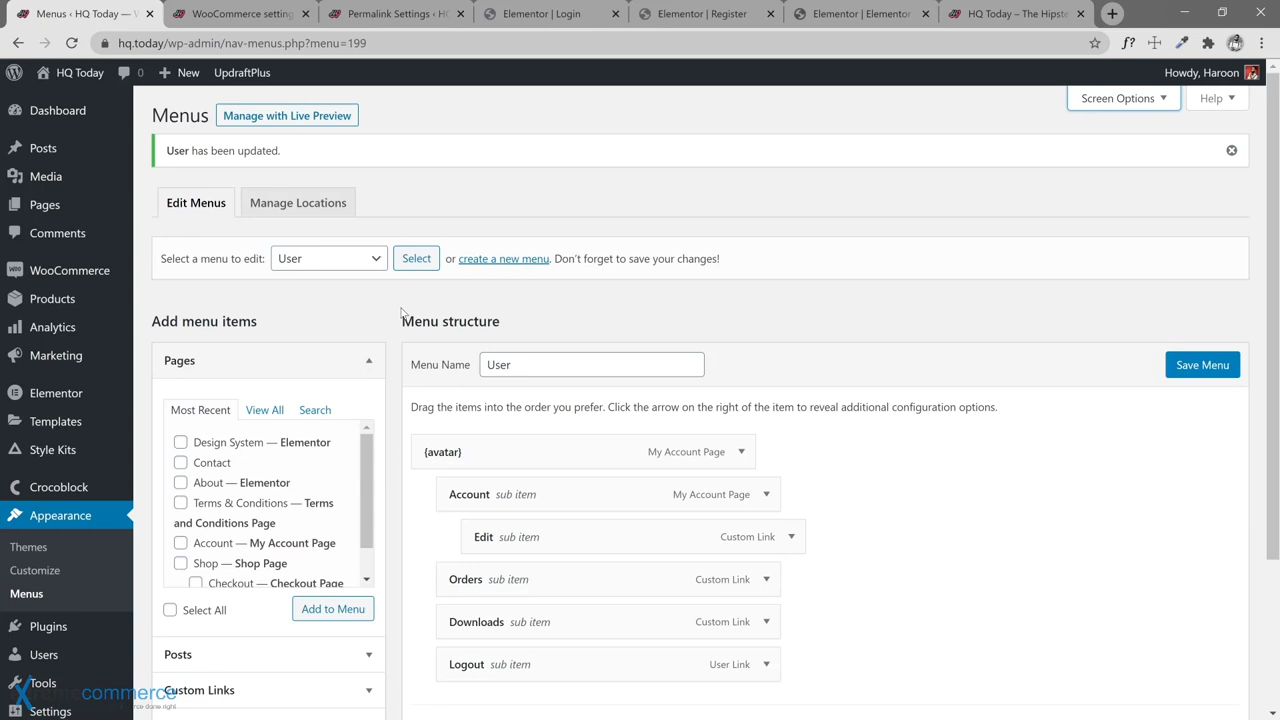 Menus ‹ HQ Today — W
WooCommerce setting
Permalink Settings ‹ HQ
Elementor | Login
Elementor | Register
Elementor | Elementor
HQ Today – The Hipste
hq.today/wp-admin/nav-menus.php?menu=199
HQ Today
0
New
UpdraftPlus
Howdy, Haroon
Dashboard
Posts
Media
Pages
Comments
WooCommerce
Products
Analytics
Marketing
Elementor
Templates
Style Kits
Crocoblock
Appearance
Themes
Customize
Menus
Plugins
Users
Tools
Settings
Screen Options
Help
Menus
Manage with Live Preview
User has been updated.
Edit Menus
Manage Locations
Select a menu to edit:
User
Select
or create a new menu. Don't forget to save your changes!
Add menu items
Pages
Most Recent
View All
Search
Design System — Elementor
Contact
About — Elementor
Terms & Conditions — Terms
and Conditions Page
Account — My Account Page
Shop — Shop Page
Checkout — Checkout Page
Select All
Add to Menu
Posts
Custom Links
Menu structure
Menu Name
User
Save Menu
Drag the items into the order you prefer. Click the arrow on the right of the item to reveal additional configuration options.
{avatar}
My Account Page
Account sub item
My Account Page
Edit sub item
Custom Link
Orders sub item
Custom Link
Downloads sub item
Custom Link
Logout sub item
User Link
commerce
done right